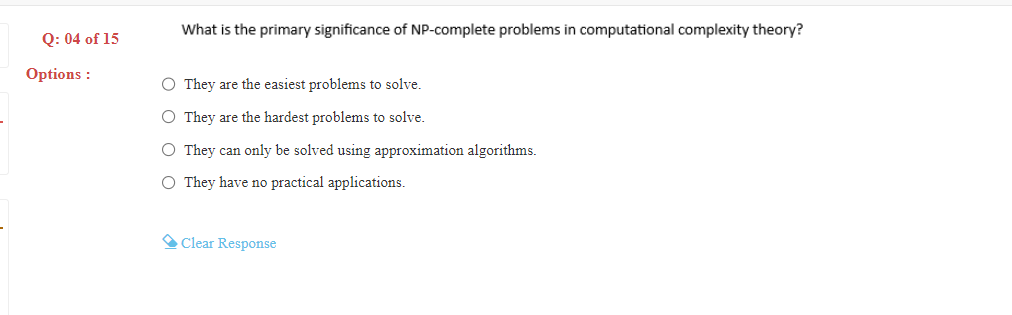 What is the primary significance of NP-complete problems in computational complexity theory?
Q: 04 of 15
Options :
They are the easiest problems to solve.
They are the hardest problems to solve.
They can only be solved using approximation algorithms.
They have no practical applications.
Clear Response